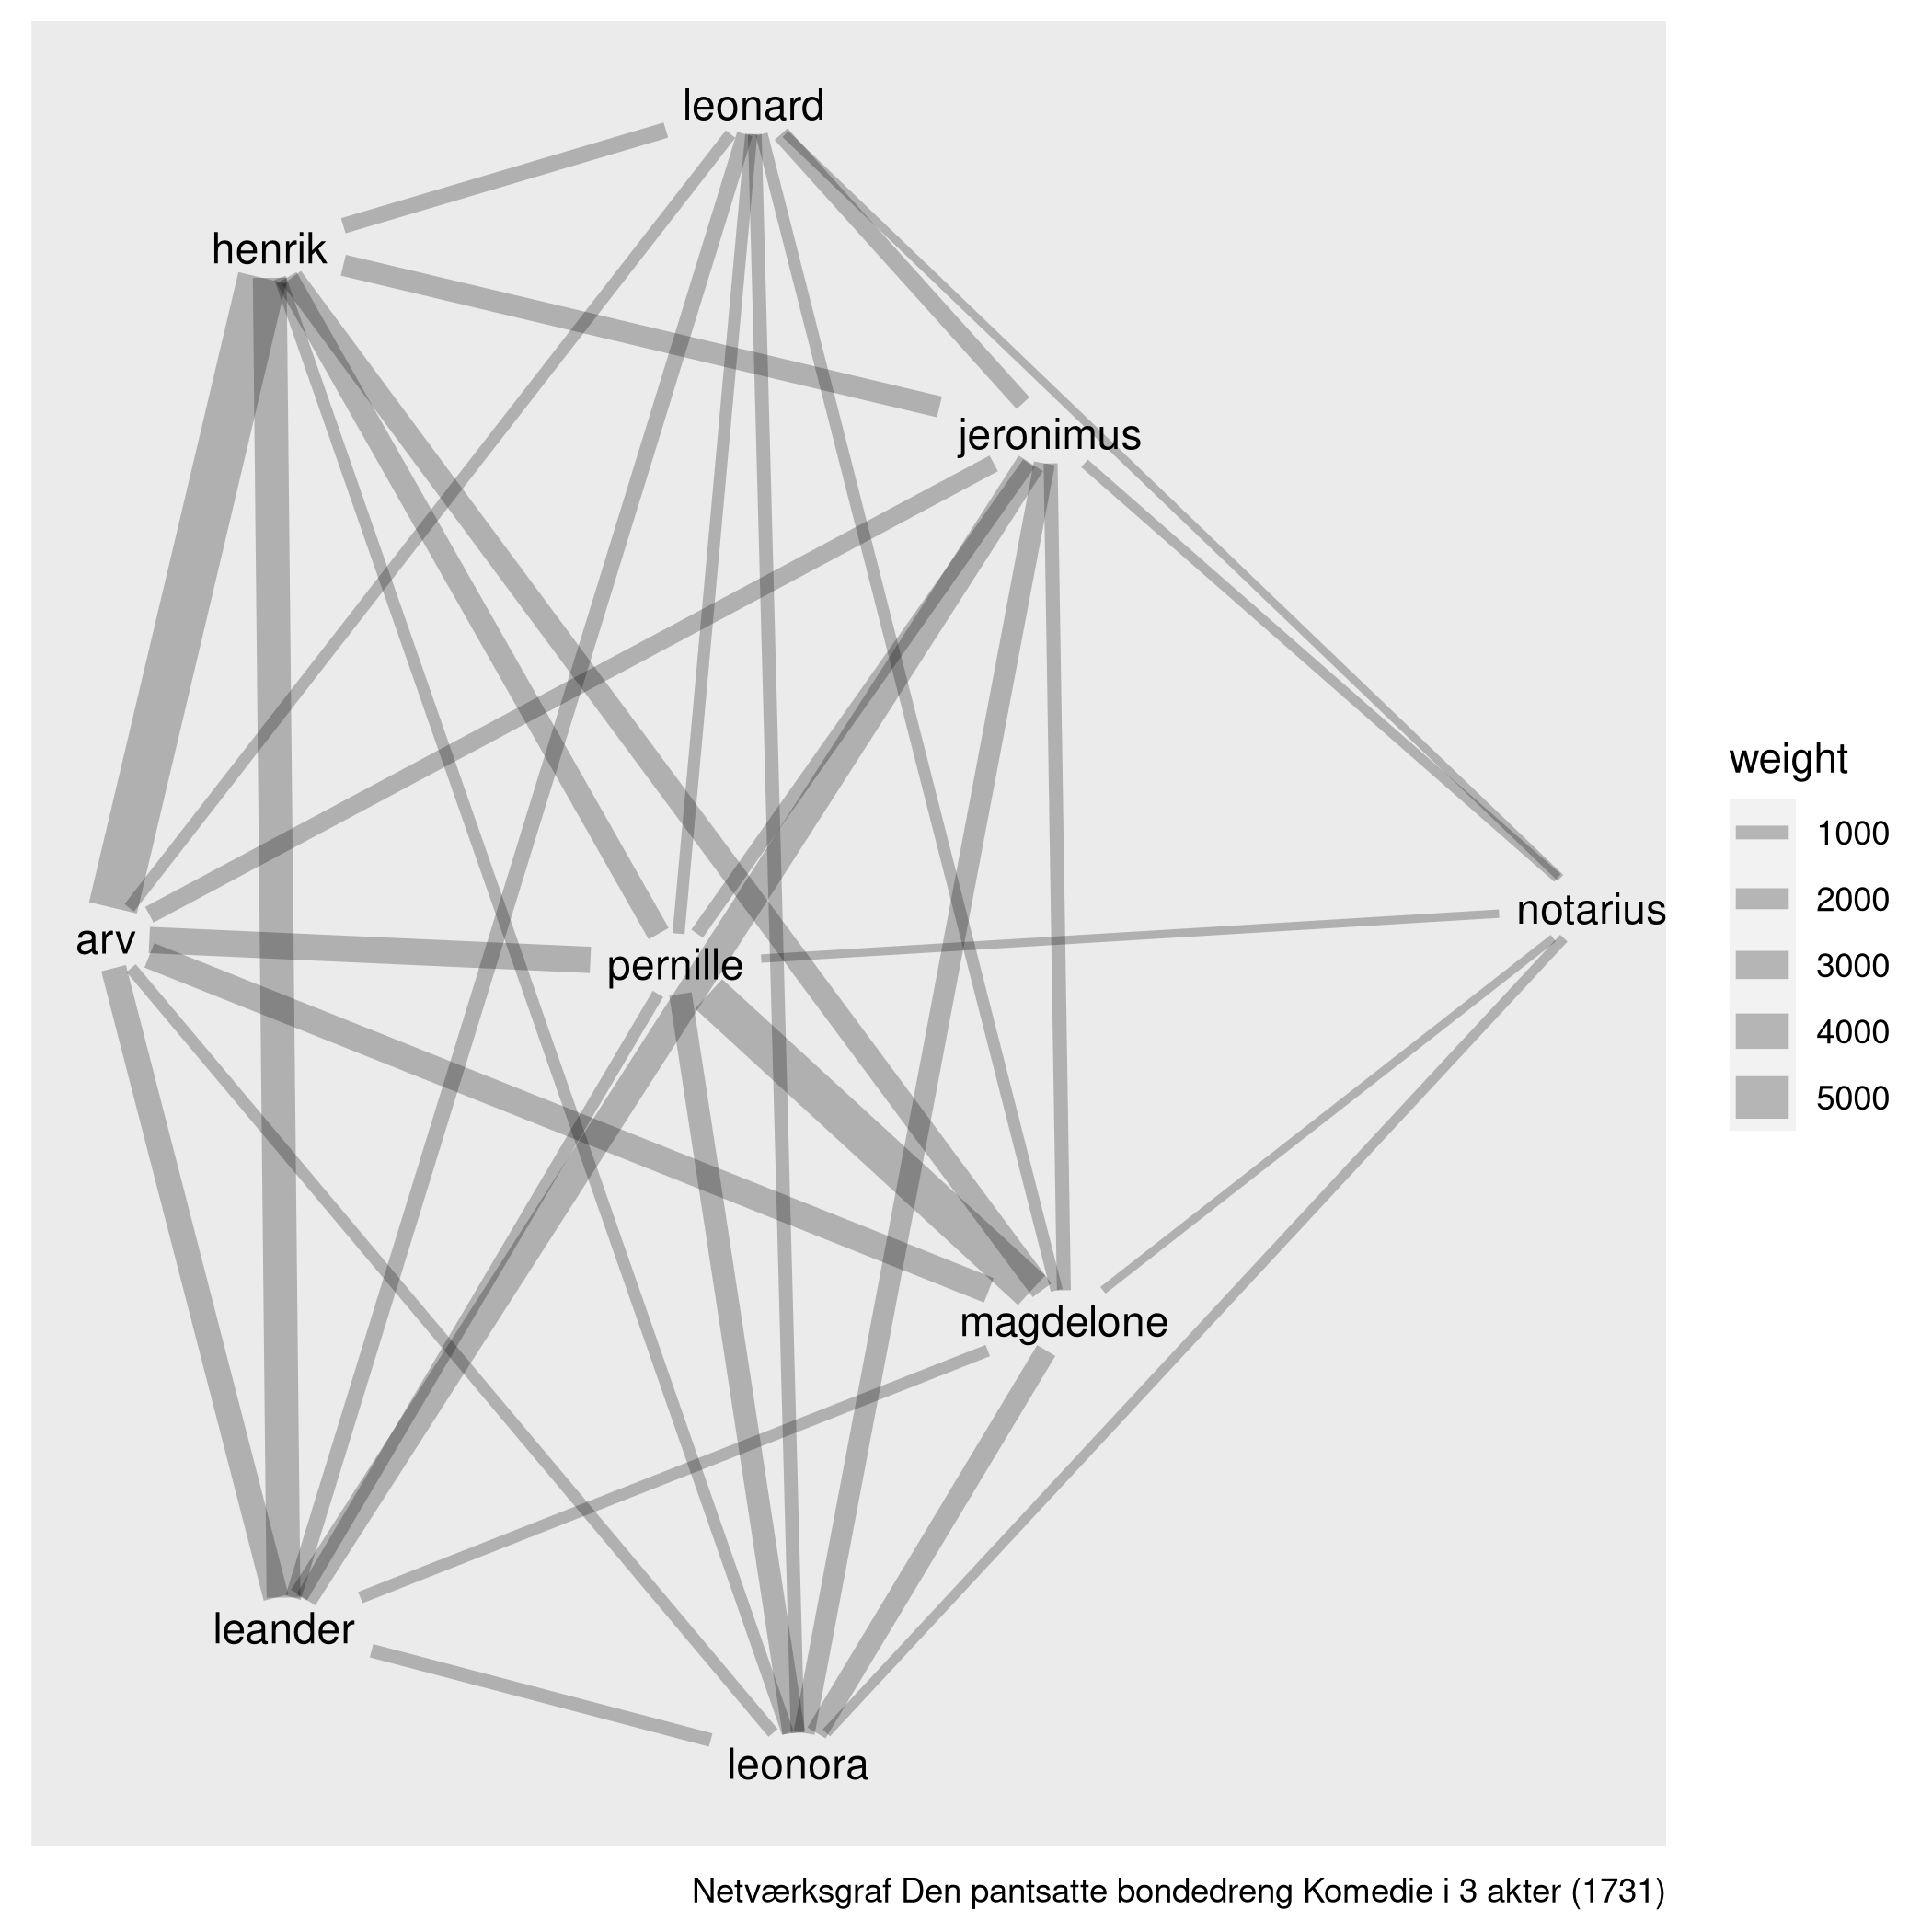 leonard
henrik
jeronimus
notarius
arv
pernille
magdelone
leander
leonora
weight
1000
2000
3000
4000
5000
Netværksgraf Den pantsatte bondedreng Komedie i 3 akter (1731)